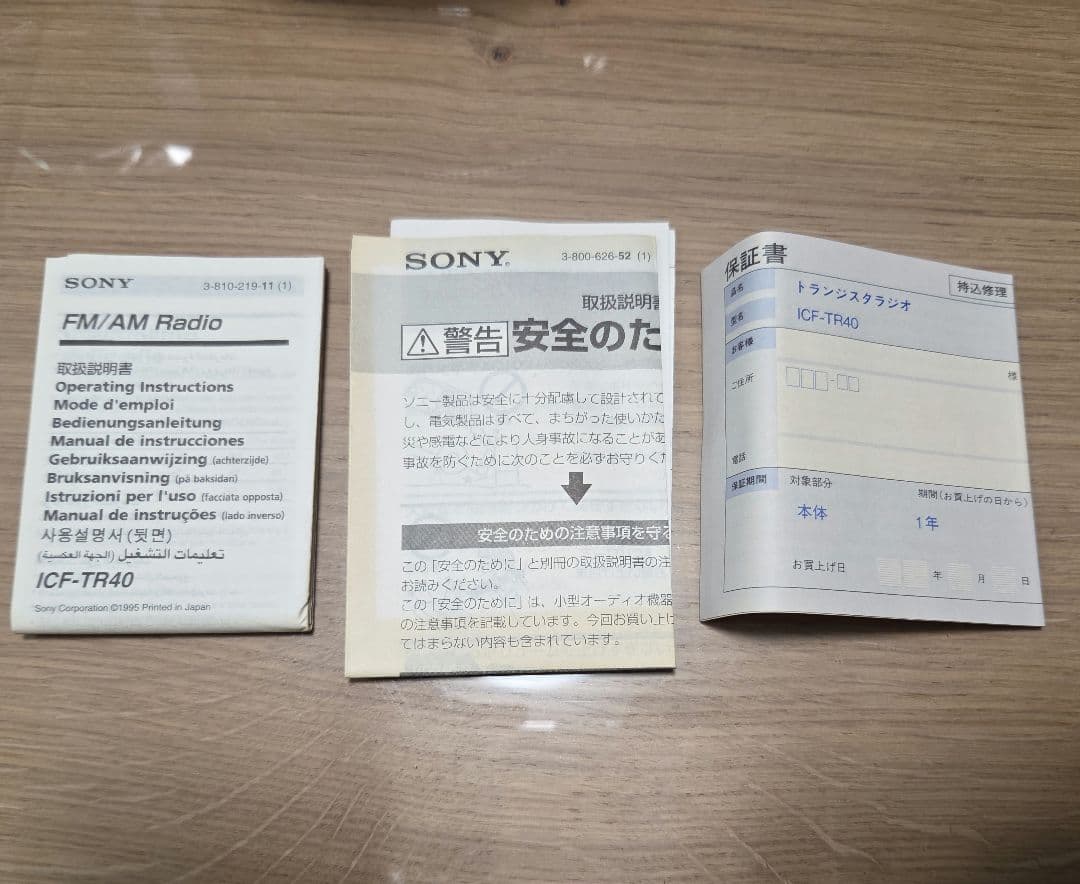 SONY
3-810-219-11 (1)
FM/AM Radio
取扱説明書
Operating Instructions
Mode d'emploi
Bedienungsanleitung
Manual de instrucciones
Gebruiksaanwijzing (achterzijde)
Bruksanvisning (på baksidan)
Istruzioni per l'uso (facciata opposta)
Manual de instruções (lado inverso)
사용설명서 (뒷면)
تعليمات التشغيل (الجهة العكسية)
ICF-TR40
Sony Corporation ©1995 Printed in Japan
SONY®
3-800-626-52 (1)
取扱説明書
⚠警告 安全のた
ソニー製品は安全に十分配慮して設計されて
し、電気製品はすべて、まちがった使いかた
災や感電などにより人身事故になることがあ
事故を防ぐために次のことを必ずお守りくだ
安全のための注意事項を守る
この「安全のために」と別冊の取扱説明書の注
お読みください。
この「安全のために」は、小型オーディオ機器
の注意事項を記載しています。今回お買い上げ
てはまらない内容も含まれています。
保証書
持込修理
品名 トランジスタラジオ
型名 ICF-TR40
お客様
様
ご住所
電話
保証期間 対象部分 期間(お買上げの日から)
本体 1年
お買上げ日 年 月 日